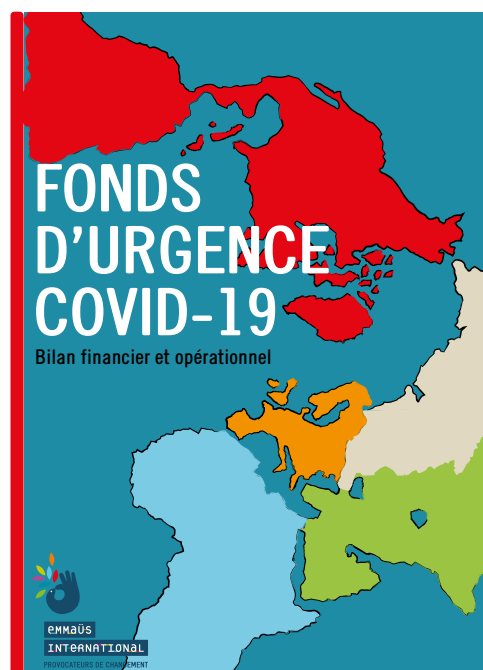 FONDS
D'URGENCE
COVID-19
Bilan financier et opérationnel
emmaüs
INTERNATIONAL
PROVOCATEURS DE CHANGEMENT